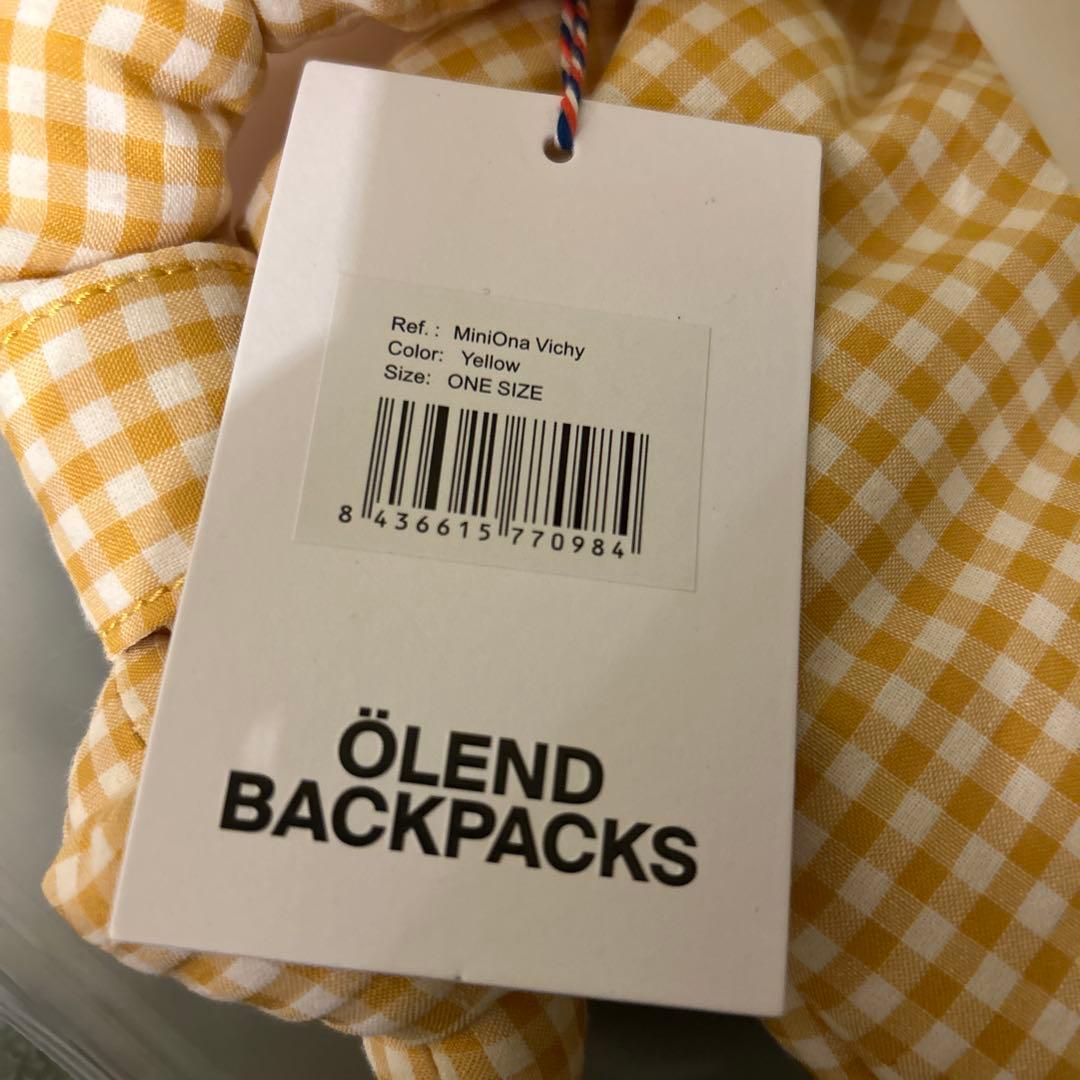 Ref. : MiniOna Vichy
Color: Yellow
Size: ONE SIZE
8 436615 770984
ÖLEND
BACKPACKS